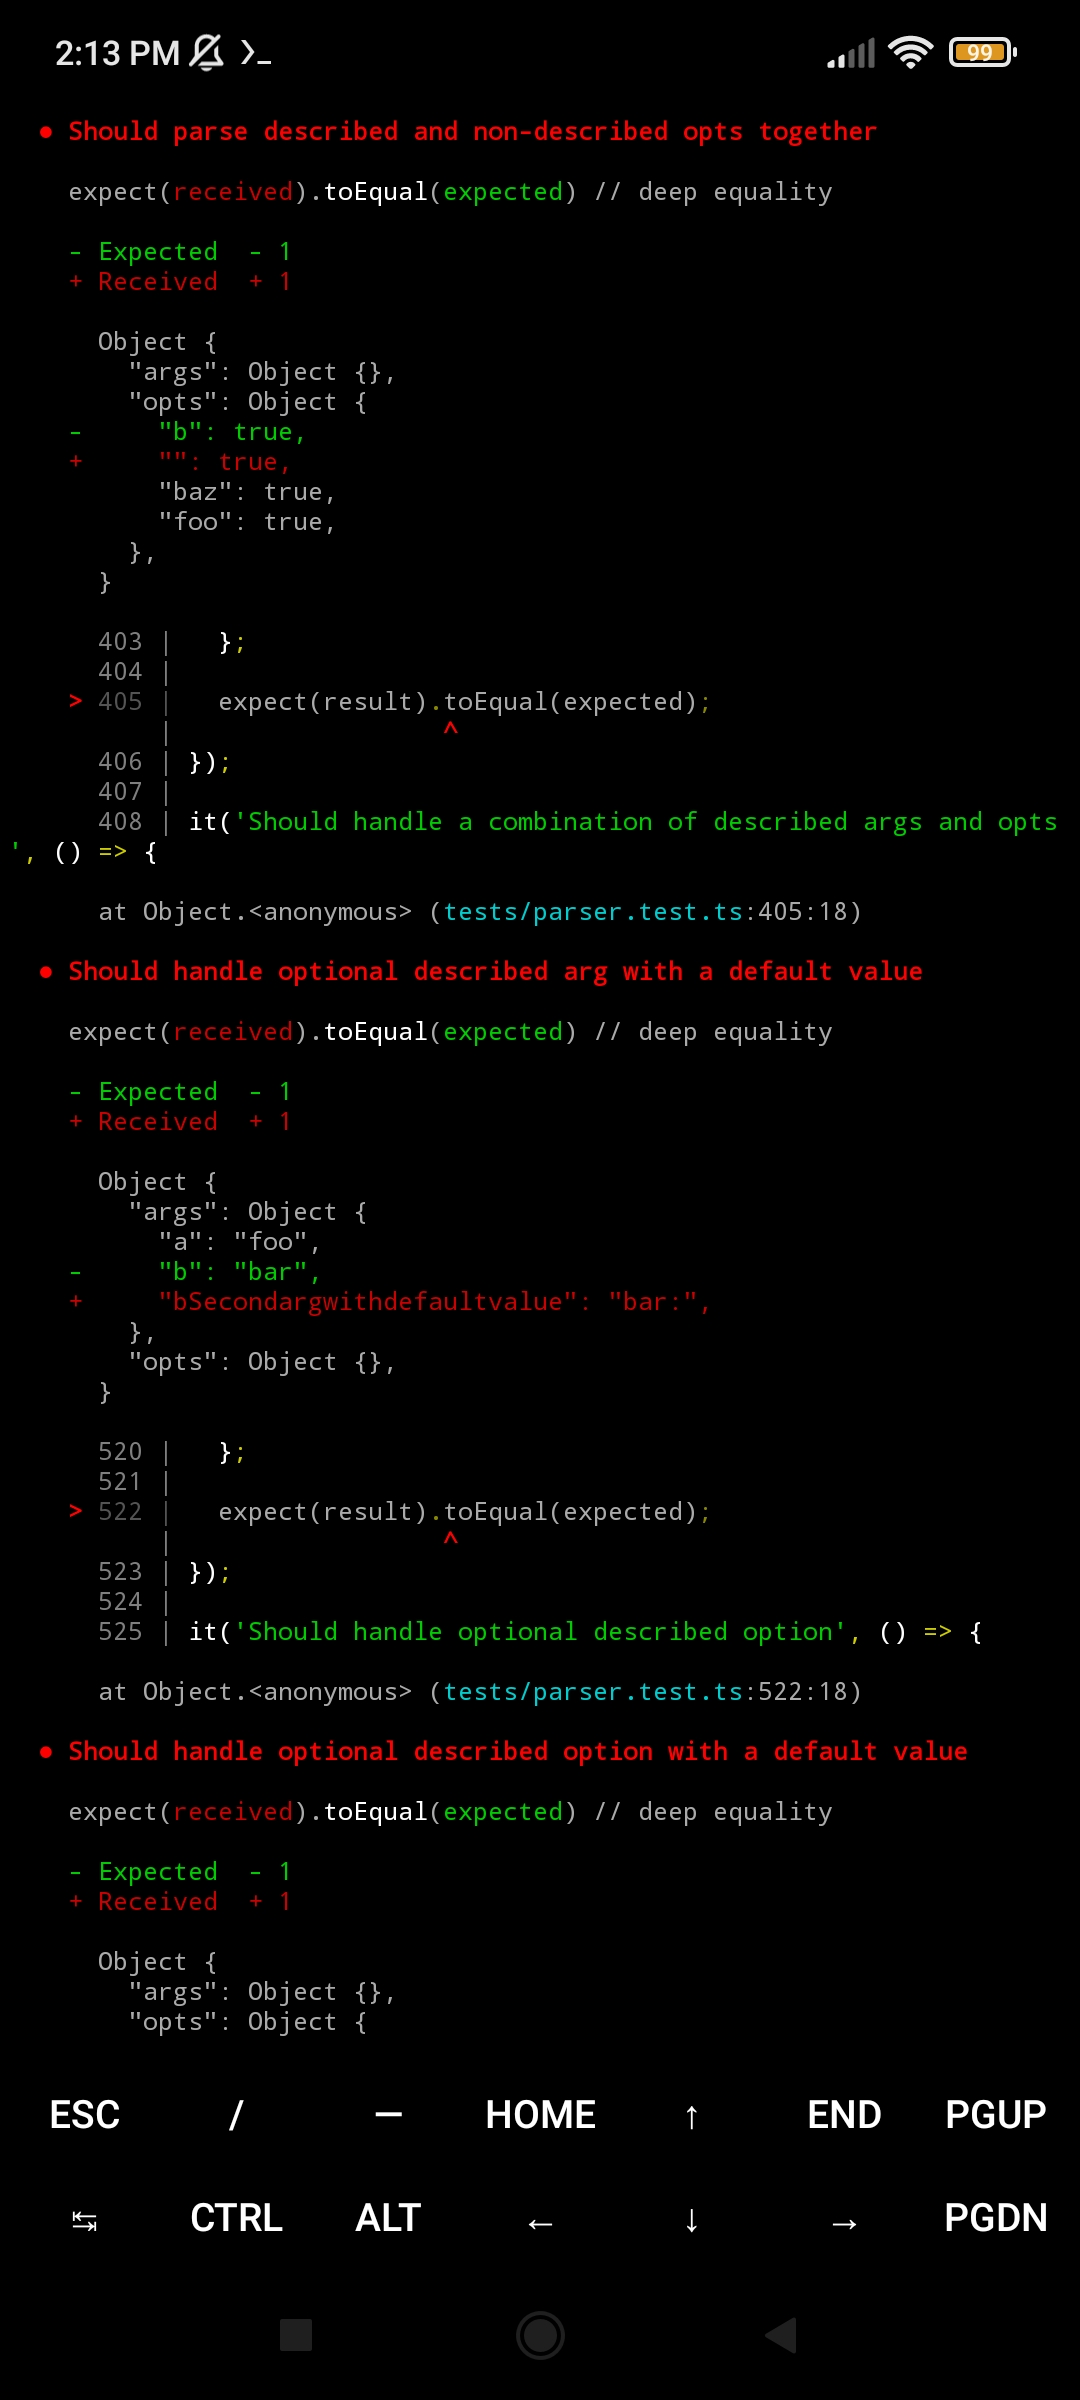 2:13 PM
99
● Should parse described and non-described opts together
expect(received).toEqual(expected) // deep equality
- Expected  - 1
+ Received  + 1
Object {
"args": Object {},
"opts": Object {
-     "b": true,
+     "": true,
"baz": true,
"foo": true,
},
}
403 |   };
404 |
> 405 |   expect(result).toEqual(expected);
|                  ^
406 | });
407 |
408 | it('Should handle a combination of described args and opts
', () => {
at Object.<anonymous> (tests/parser.test.ts:405:18)
● Should handle optional described arg with a default value
expect(received).toEqual(expected) // deep equality
- Expected  - 1
+ Received  + 1
Object {
"args": Object {
"a": "foo",
-     "b": "bar",
+     "bSecondargwithdefaultvalue": "bar:",
},
"opts": Object {},
}
520 |   };
521 |
> 522 |   expect(result).toEqual(expected);
|                  ^
523 | });
524 |
525 | it('Should handle optional described option', () => {
at Object.<anonymous> (tests/parser.test.ts:522:18)
● Should handle optional described option with a default value
expect(received).toEqual(expected) // deep equality
- Expected  - 1
+ Received  + 1
Object {
"args": Object {},
"opts": Object {
ESC / — HOME ↑ END PGUP
↹ CTRL ALT ← ↓ → PGDN